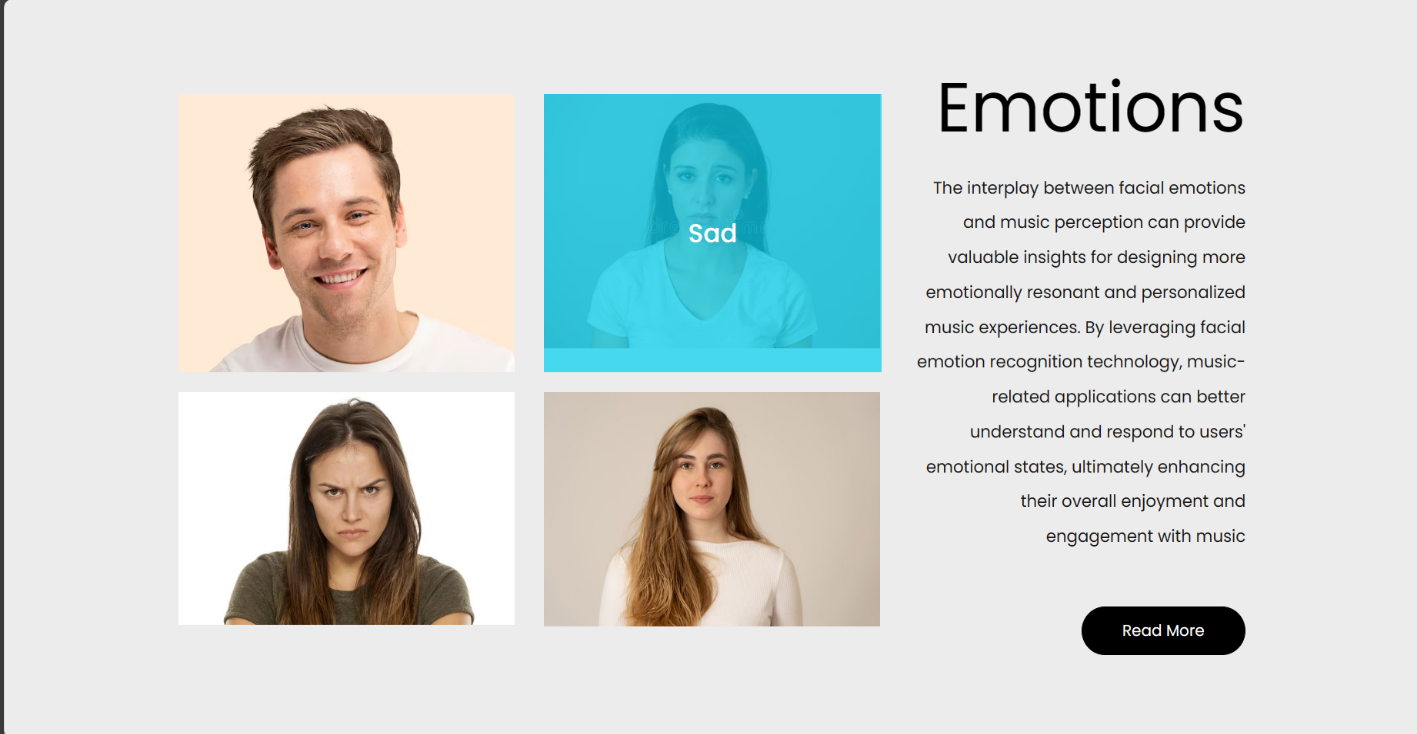 Sad
Emotions
The interplay between facial emotions
and music perception can provide
valuable insights for designing more
emotionally resonant and personalized
music experiences. By leveraging facial
emotion recognition technology, music-
related applications can better
understand and respond to users'
emotional states, ultimately enhancing
their overall enjoyment and
engagement with music
Read More